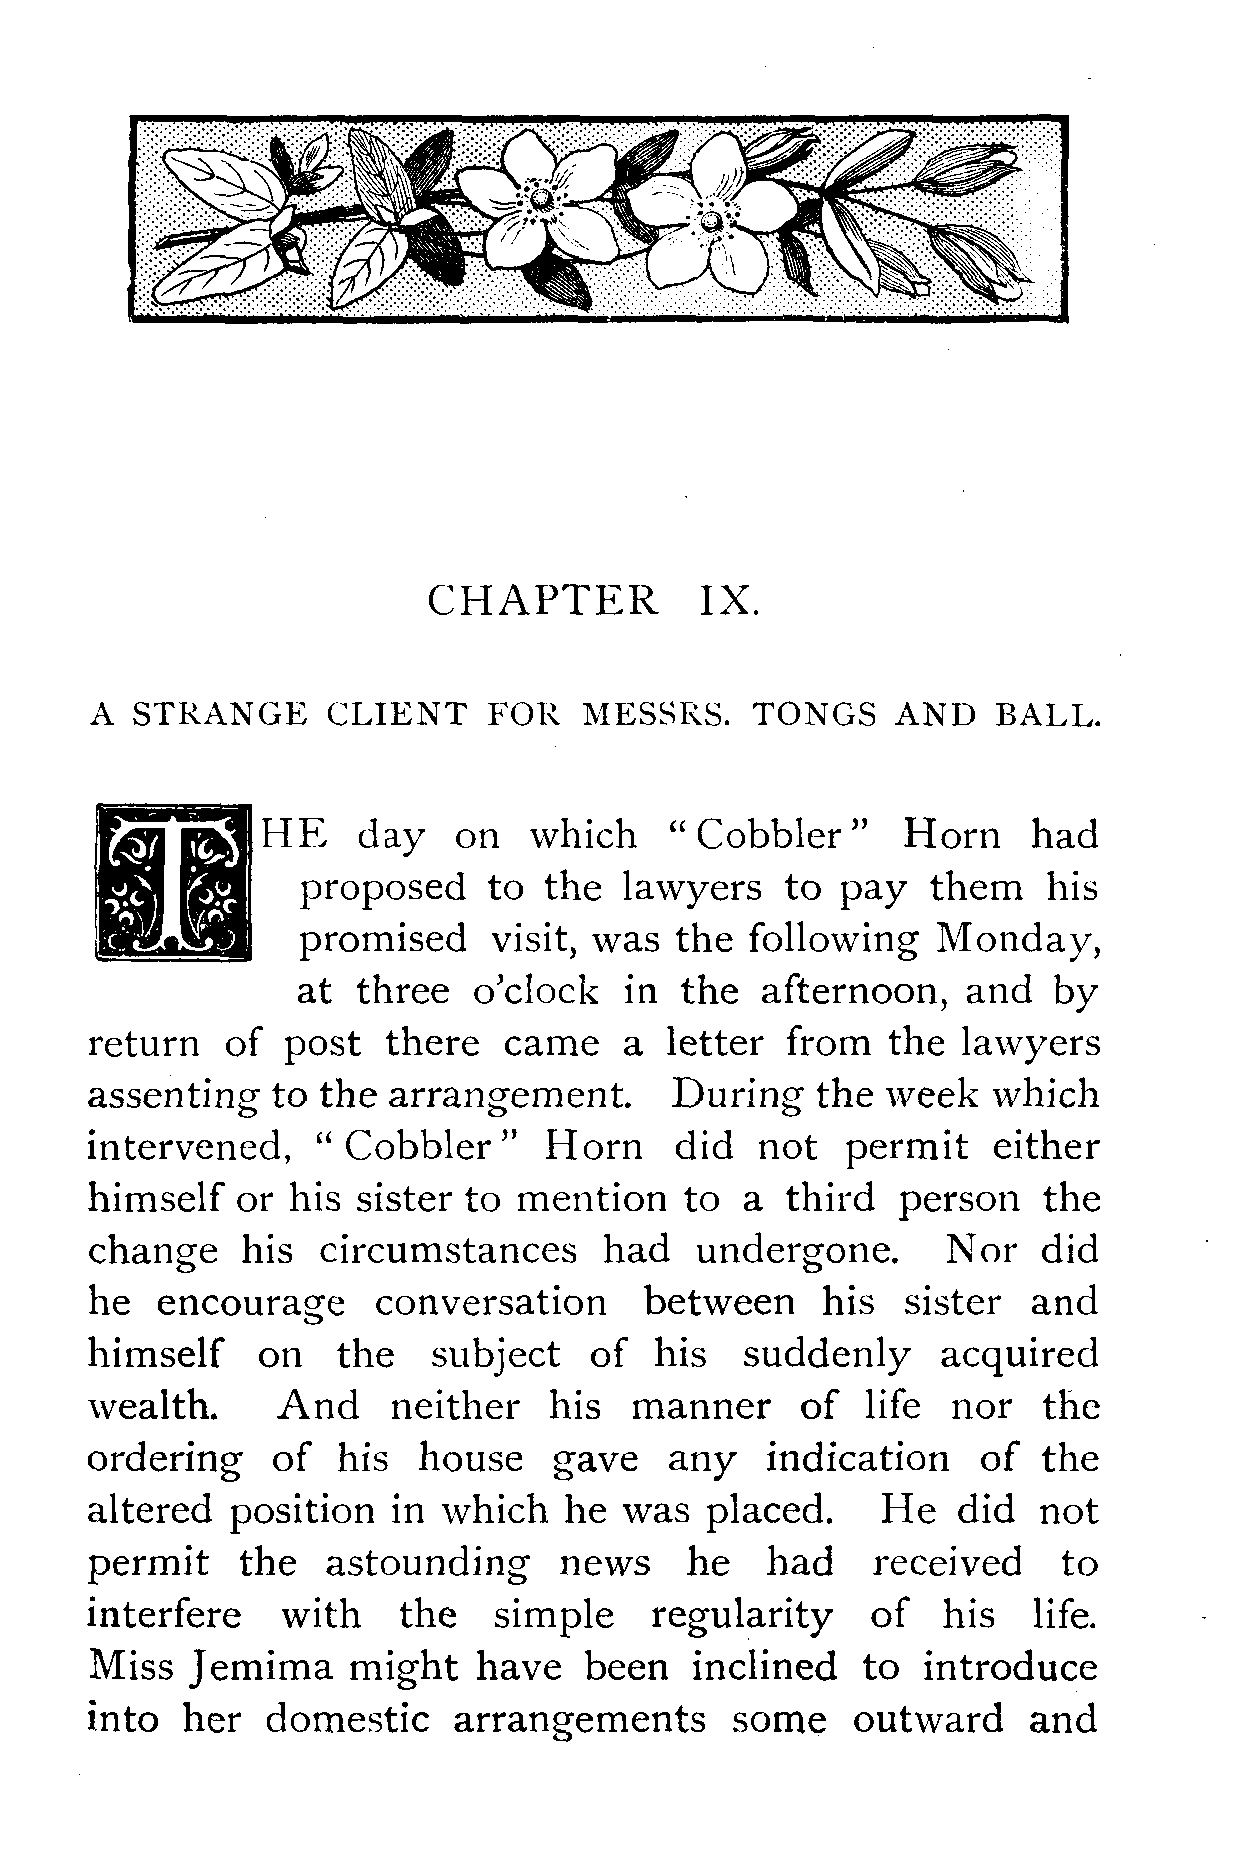 CHAPTER IX.
A STRANGE CLIENT FOR MESSRS. TONGS AND BALL.
THE day on which “Cobbler” Horn had
proposed to the lawyers to pay them his
promised visit, was the following Monday,
at three o’clock in the afternoon, and by
return of post there came a letter from the lawyers
assenting to the arrangement. During the week which
intervened, “Cobbler” Horn did not permit either
himself or his sister to mention to a third person the
change his circumstances had undergone. Nor did
he encourage conversation between his sister and
himself on the subject of his suddenly acquired
wealth. And neither his manner of life nor the
ordering of his house gave any indication of the
altered position in which he was placed. He did not
permit the astounding news he had received to
interfere with the simple regularity of his life.
Miss Jemima might have been inclined to introduce
into her domestic arrangements some outward and